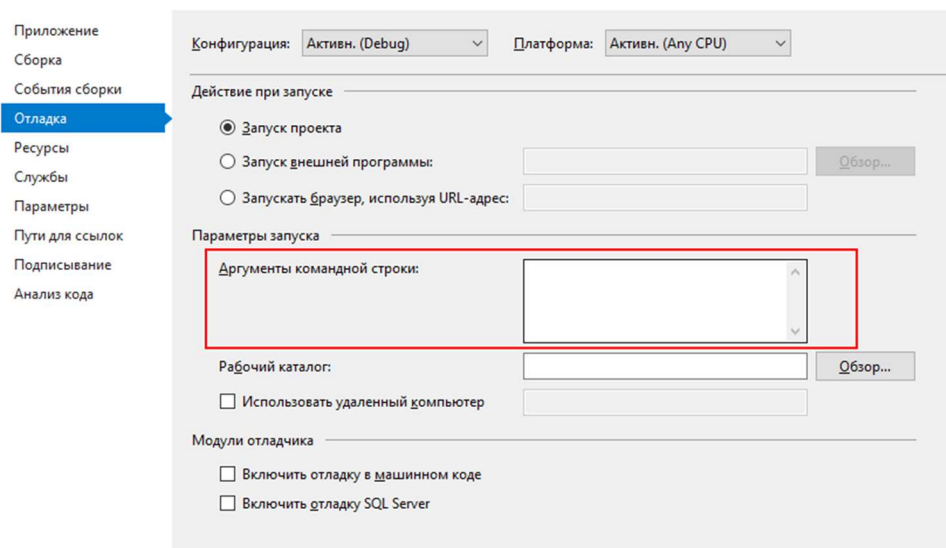 Приложение
Сборка
События сборки
Отладка
Ресурсы
Службы
Параметры
Пути для ссылок
Подписывание
Анализ кода
Конфигурация: Активн. (Debug) Платформа: Активн. (Any CPU)
Действие при запуске
Запуск проекта
Запуск внешней программы: Обзор...
Запускать браузер, используя URL-адрес:
Параметры запуска
Аргументы командной строки:
Рабочий каталог: Обзор...
Использовать удаленный компьютер
Модули отладчика
Включить отладку в машинном коде
Включить отладку SQL Server